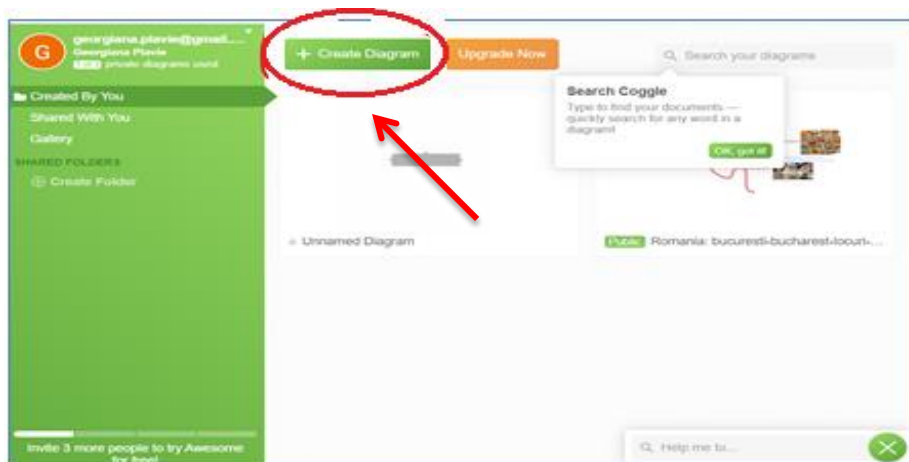 G
georgiana.plavie@gmail....
Georgiana Plavie
private diagrams used
+ Create Diagram
Upgrade Now
Search your diagrams
Created By You
Shared With You
Gallery
SHARED FOLDERS
Create Folder
Search Coggle
Type to find your documents —
quickly search for any word in a
diagram!
OK, got it!
Unnamed Diagram
Public Romania: bucuresti-bucharest-locuri-...
Invite 3 more people to try Awesome
for free!
Help me to...